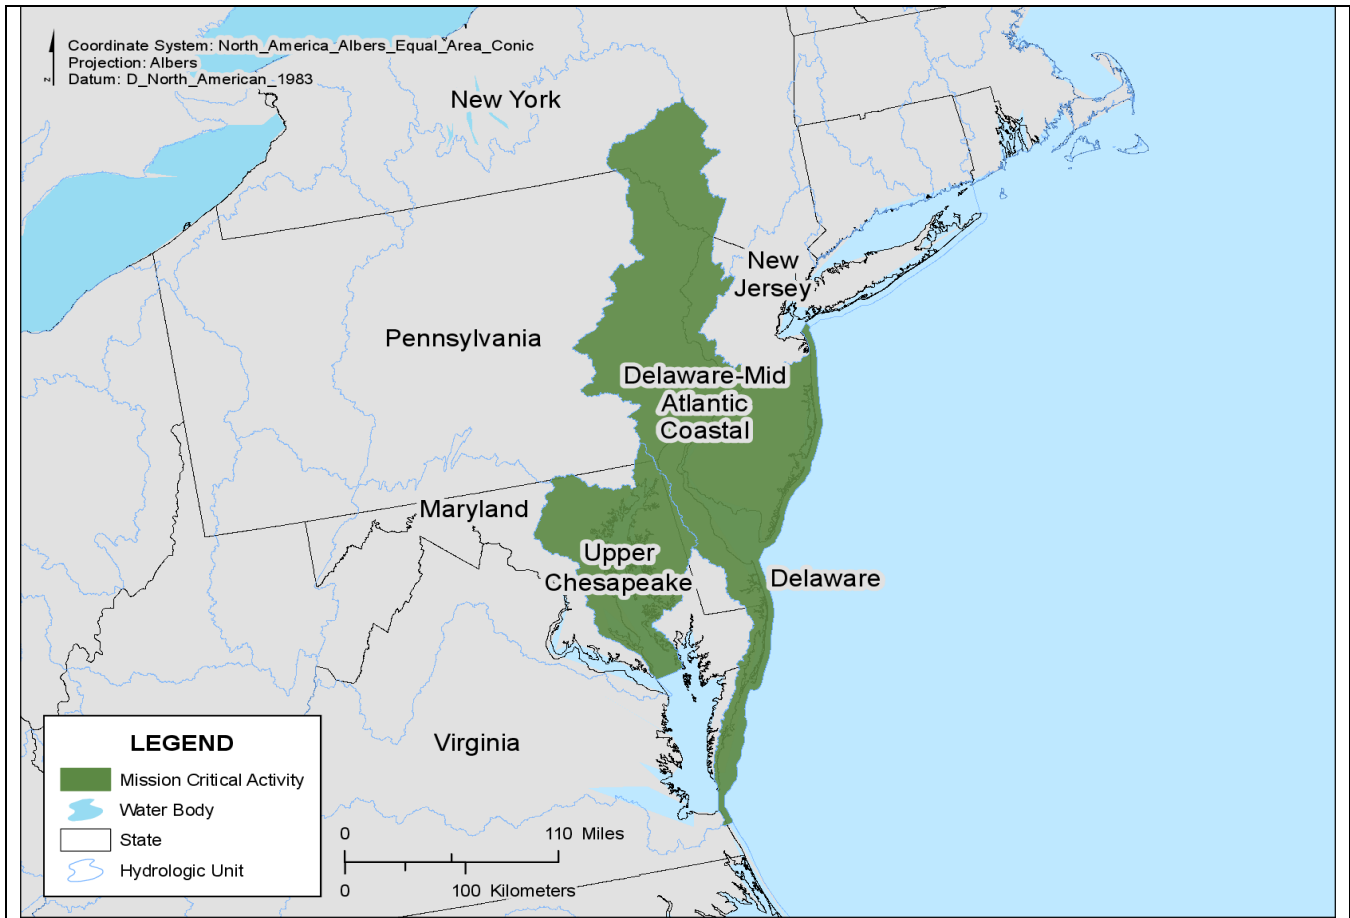 Coordinate System: North_America_Albers_Equal_Area_Conic
Projection: Albers
Datum: D_North_American_1983
z
New York
New
Jersey
Pennsylvania
Delaware-Mid
Atlantic
Coastal
Maryland
Upper
Chesapeake
Delaware
Virginia
LEGEND
Mission Critical Activity
Water Body
State
Hydrologic Unit
0 110 Miles
0 100 Kilometers